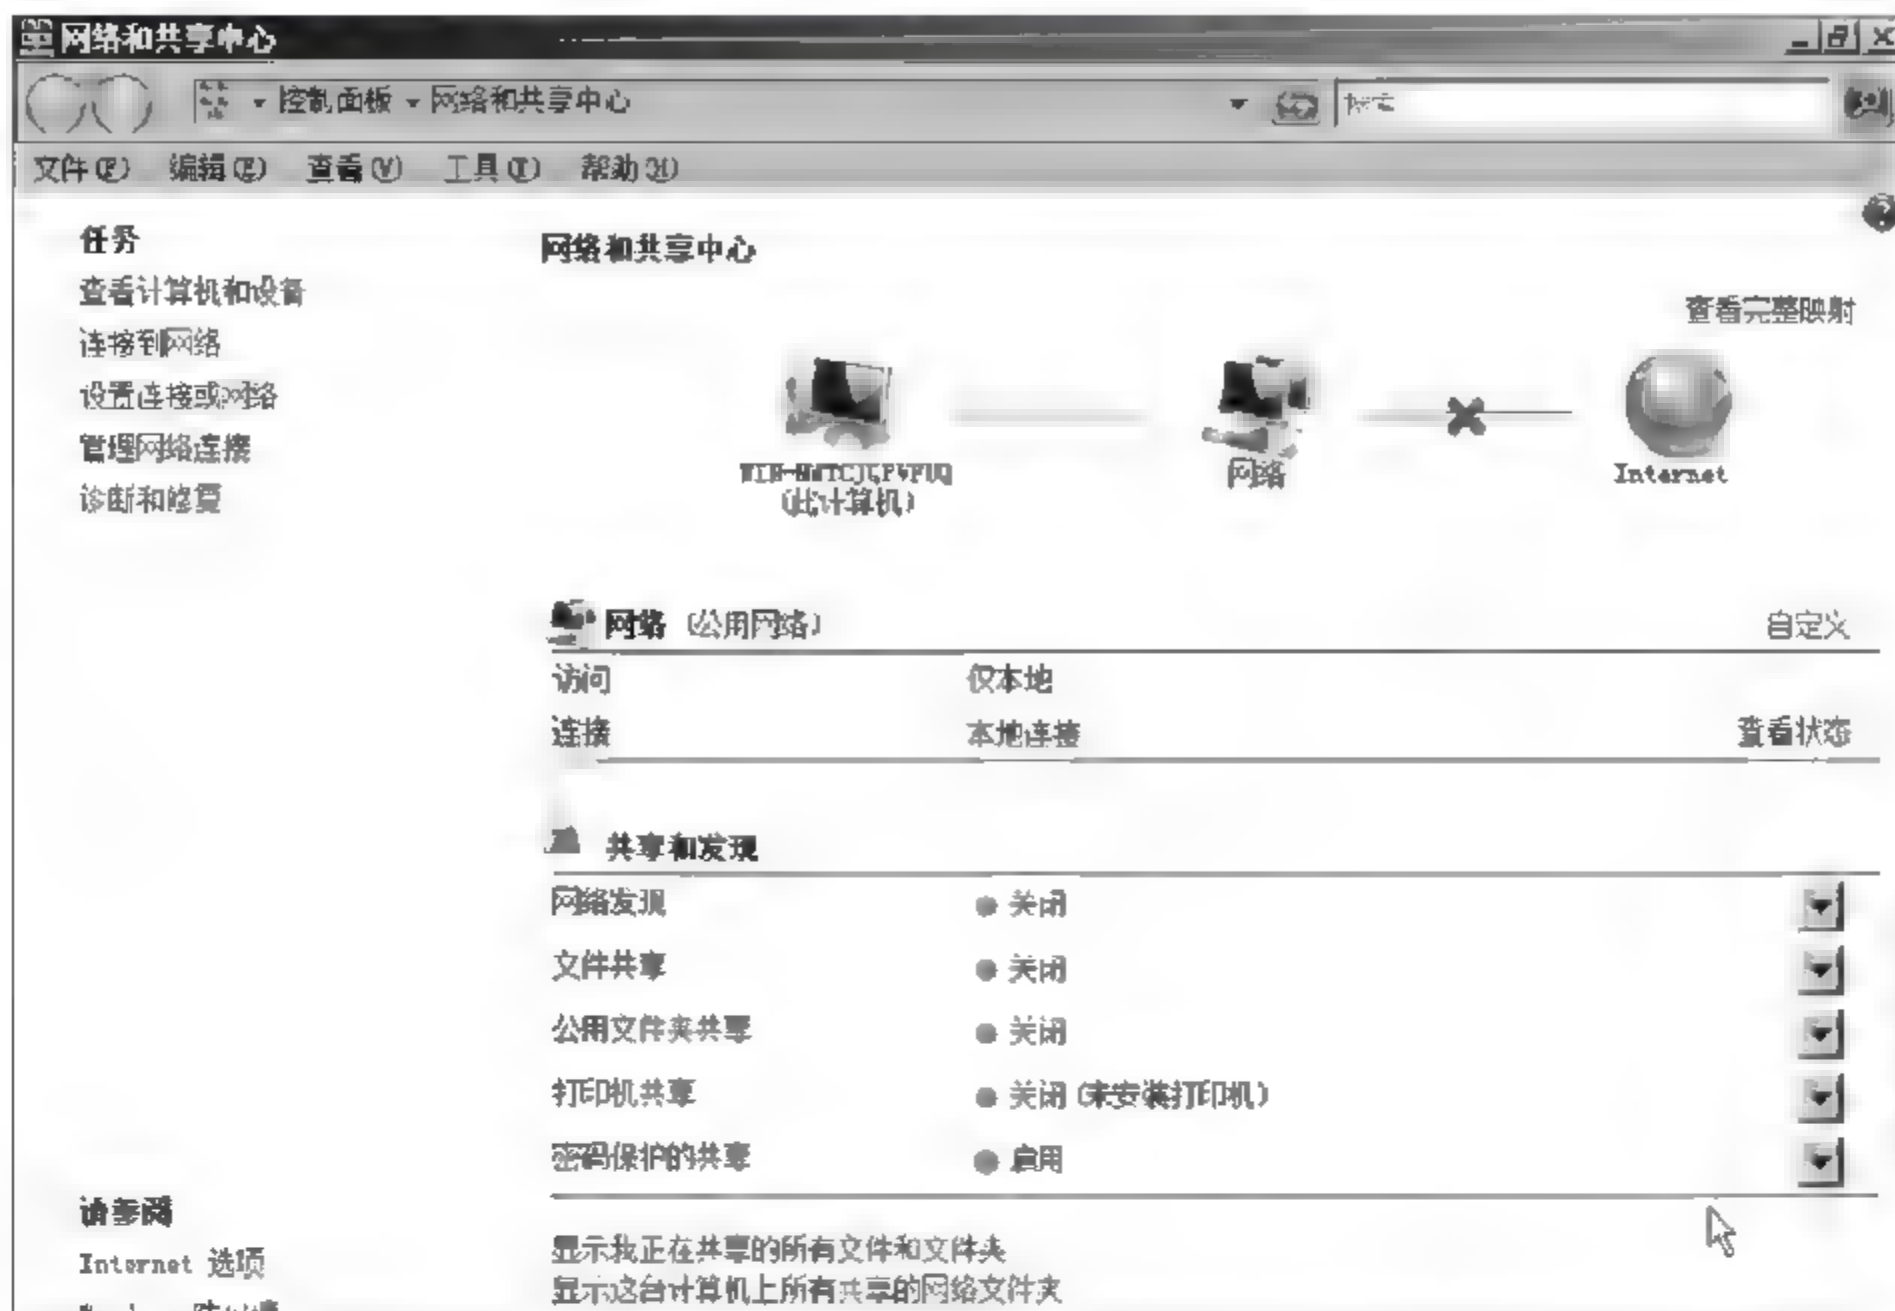 网络和共享中心
控制面板 网络和共享中心
文件(F) 编辑(E) 查看(V) 工具(T) 帮助(H)
任务
查看计算机和设备
连接到网络
设置连接或网络
管理网络连接
诊断和修复
网络和共享中心
查看完整映射
(此计算机)
网络
Internet
网络 (公用网络)
自定义
访问 仅本地
连接 本地连接 查看状态
共享和发现
网络发现 关闭
文件共享 关闭
公用文件夹共享 关闭
打印机共享 关闭 (未安装打印机)
密码保护的共享 启用
请参阅
Internet 选项
显示我正在共享的所有文件和文件夹
显示这台计算机上所有共享的网络文件夹